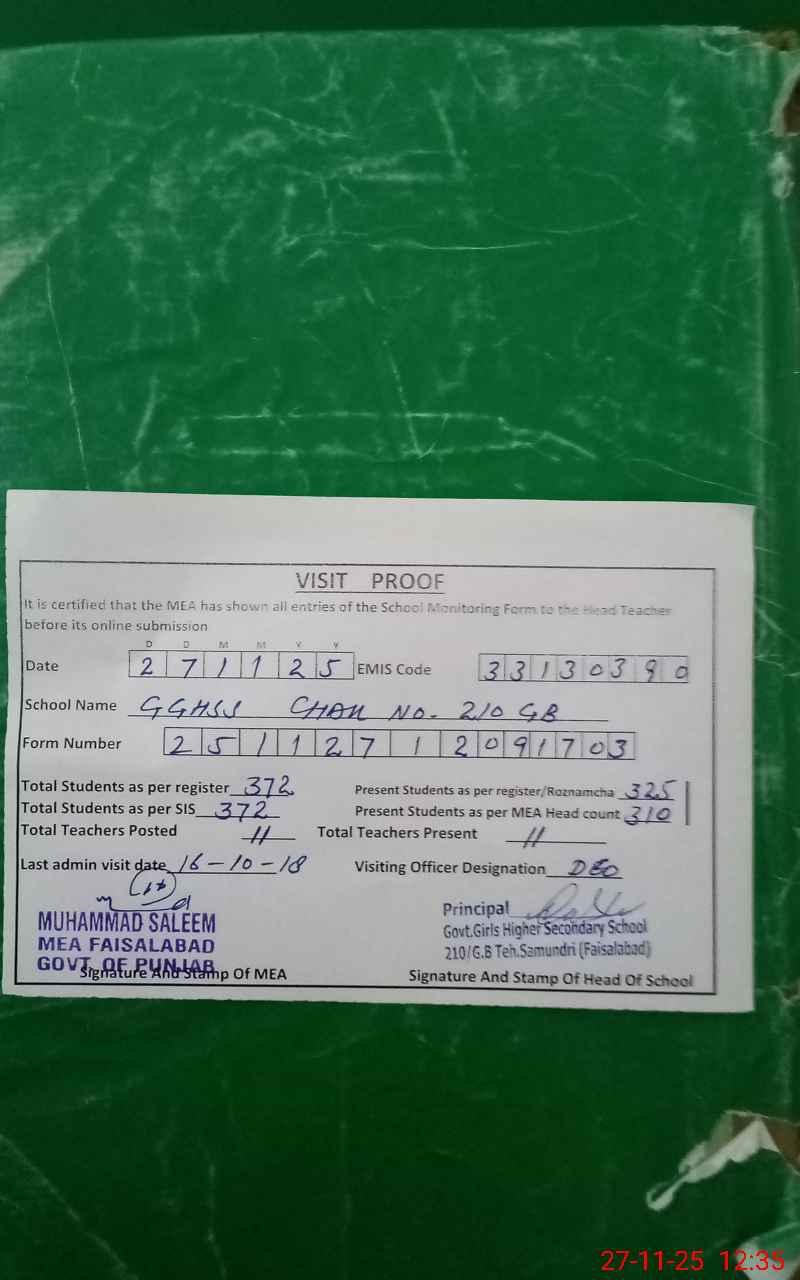 VISIT PROOF
It is certified that the MEA has shown all entries of the School Monitoring Form to the Head Teacher
before its online submission
D D M M Y Y
Date 2 7 1 1 2 5 EMIS Code 3 3 1 3 0 3 9 0
School Name GGHSS CHAK NO. 210 GB
Form Number 2 5 1 1 2 7 1 2 0 9 1 7 0 3
Total Students as per register 372 Present Students as per register/Roznamcha 325
Total Students as per SIS 372 Present Students as per MEA Head count 310
Total Teachers Posted 11 Total Teachers Present 11
Last admin visit date 16-10-18 Visiting Officer Designation DEO
MUHAMMAD SALEEM
MEA FAISALABAD
GOVT. OF PUNJAB
Signature And Stamp Of MEA
Principal
Govt.Girls Higher Secondary School
210/G.B Teh.Samundri (Faisalabad)
Signature And Stamp Of Head Of School
27-11-25 12:35